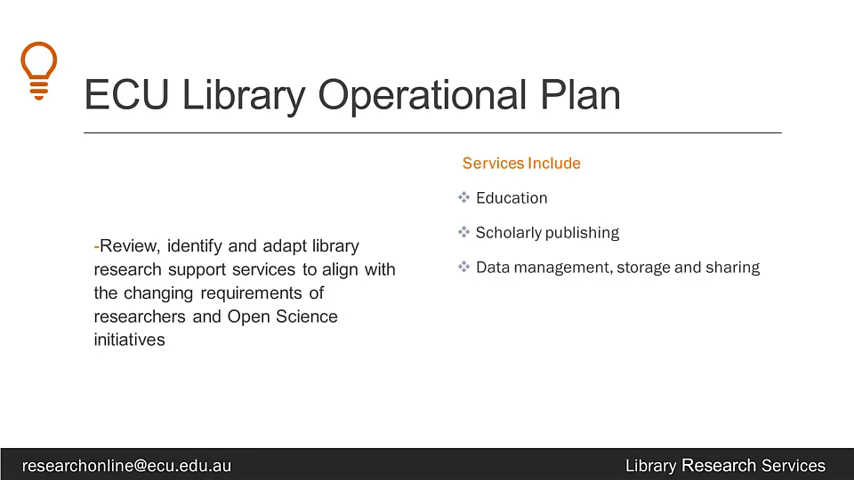 ECU Library Operational Plan
-Review, identify and adapt library
research support services to align with
the changing requirements of
researchers and Open Science
initiatives
Services Include
❖ Education
❖ Scholarly publishing
❖ Data management, storage and sharing
researchonline@ecu.edu.au
Library Research Services